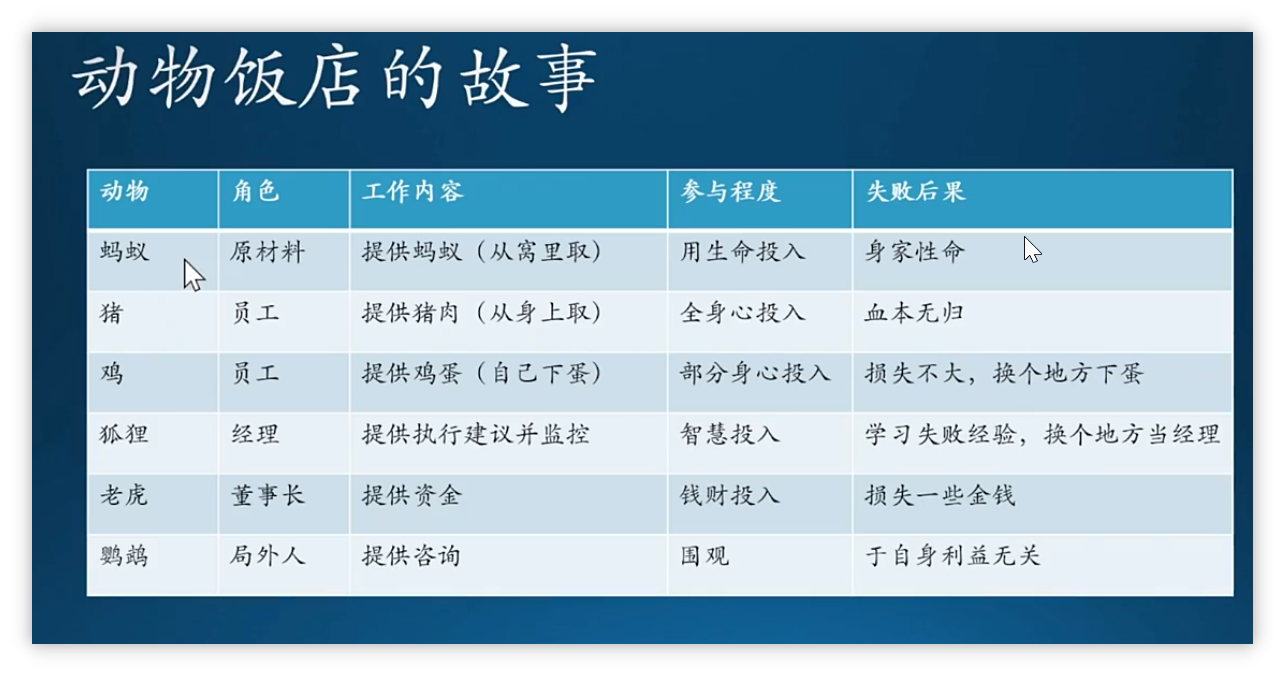 动物饭店的故事
动物 角色 工作内容 参与程度 失败后果
蚂蚁 原材料 提供蚂蚁（从窝里取） 用生命投入 身家性命
猪 员工 提供猪肉（从身上取） 全身心投入 血本无归
鸡 员工 提供鸡蛋（自己下蛋） 部分身心投入 损失不大，换个地方下蛋
狐狸 经理 提供执行建议并监控 智慧投入 学习失败经验，换个地方当经理
老虎 董事长 提供资金 钱财投入 损失一些金钱
鹦鹉 局外人 提供咨询 围观 于自身利益无关